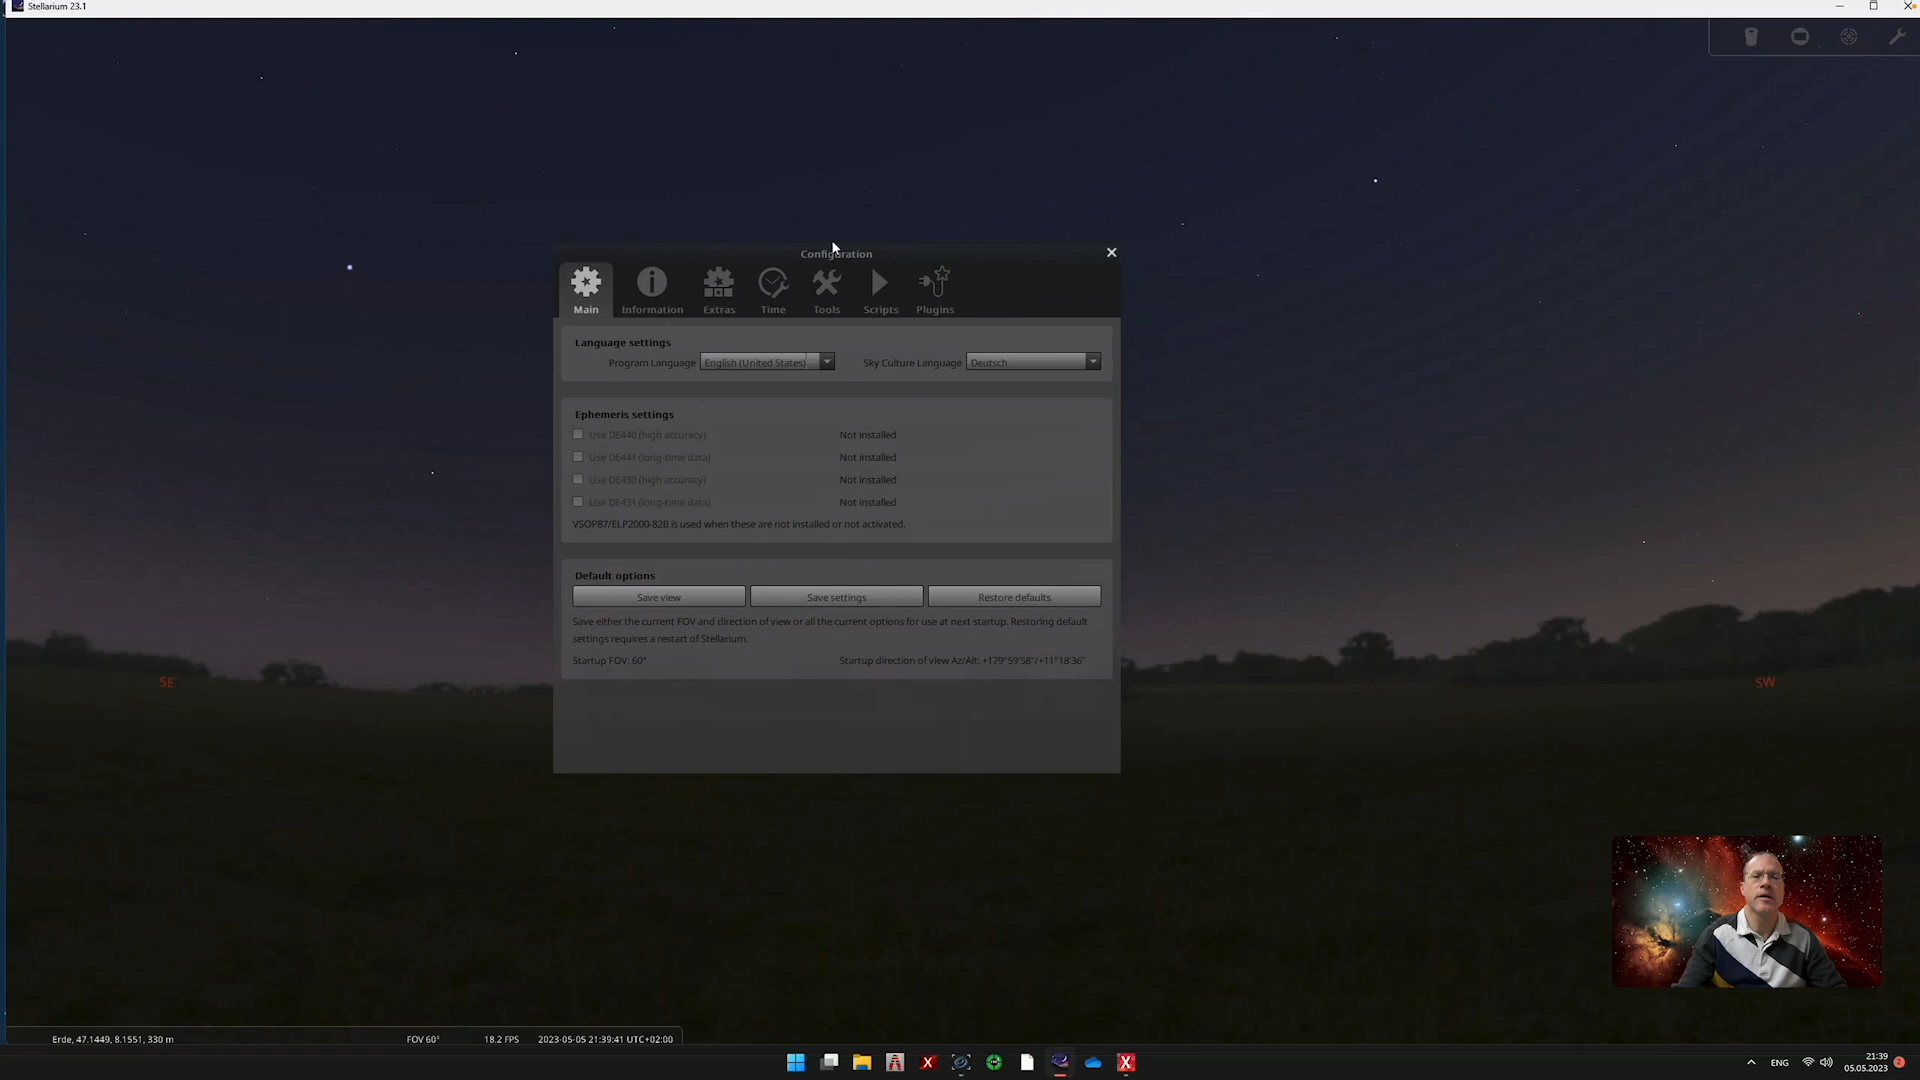 Stellarium 23.1
Configuration
Main
Information
Extras
Time
Tools
Scripts
Plugins
Language settings
Program Language English (United States) Sky Culture Language Deutsch
Ephemeris settings
Use DE440 (high accuracy) Not installed
Use DE441 (long-time data) Not installed
Use DE430 (high accuracy) Not installed
Use DE431 (long-time data) Not installed
VSOP87/ELP2000-82B is used when these are not installed or not activated.
Default options
Save view Save settings Restore defaults
Save either the current FOV and direction of view or all the current options for use at next startup. Restoring default
settings requires a restart of Stellarium.
Startup FOV: 60° Startup direction of view Az/Alt: +179°59'58"/+11°18'36"
SE
SW
Erde, 47.1449, 8.1551, 330 m FOV 60° 18.2 FPS 2023-05-05 21:39:41 UTC+02:00
ENG
21:39
05.05.2023
2